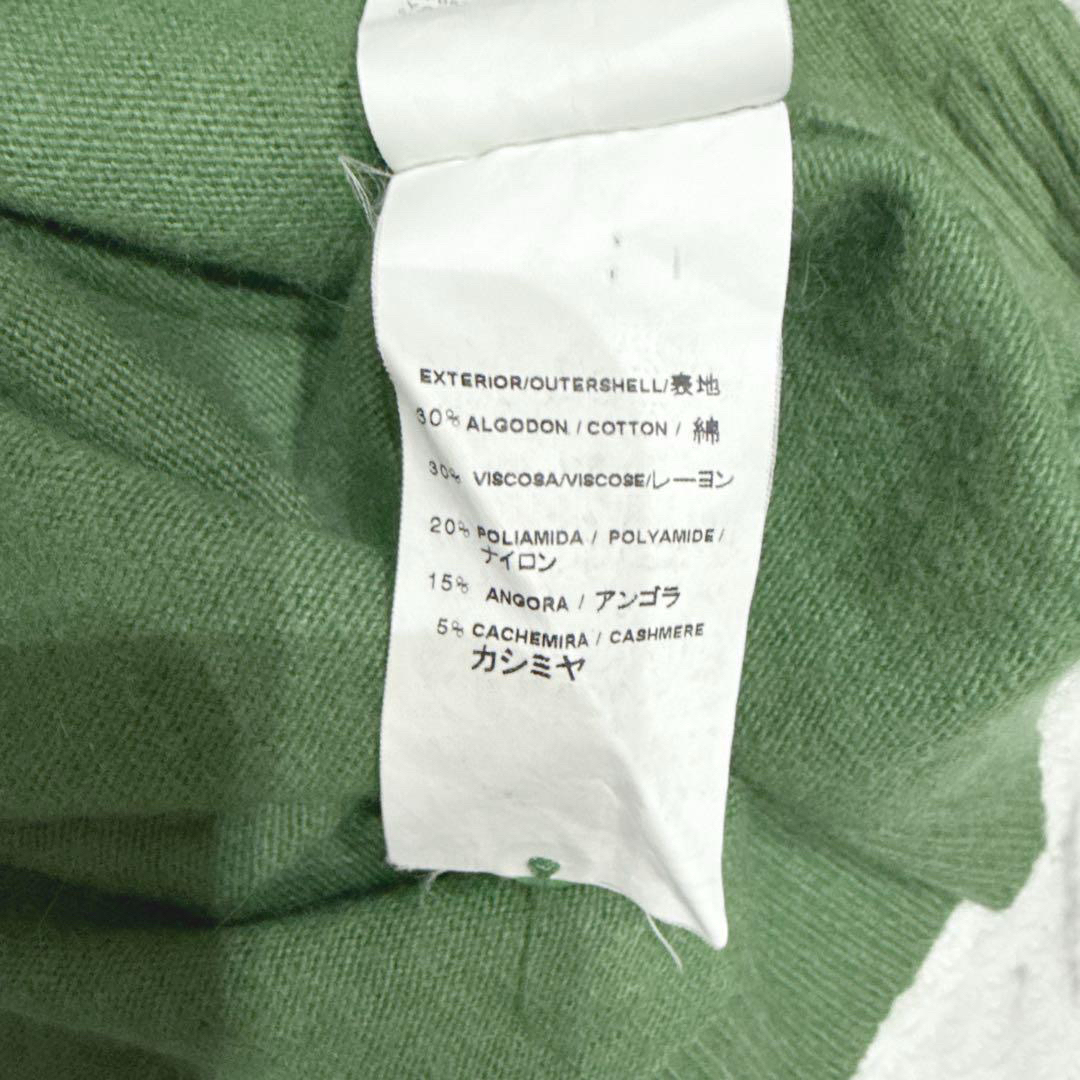 EXTERIOR/OUTERSHELL/表地
30% ALGODON / COTTON / 綿
30% VISCOSA/VISCOSE/レーヨン
20% POLIAMIDA / POLYAMIDE /
ナイロン
15% ANGORA / アンゴラ
5% CACHEMIRA / CASHMERE
カシミヤ